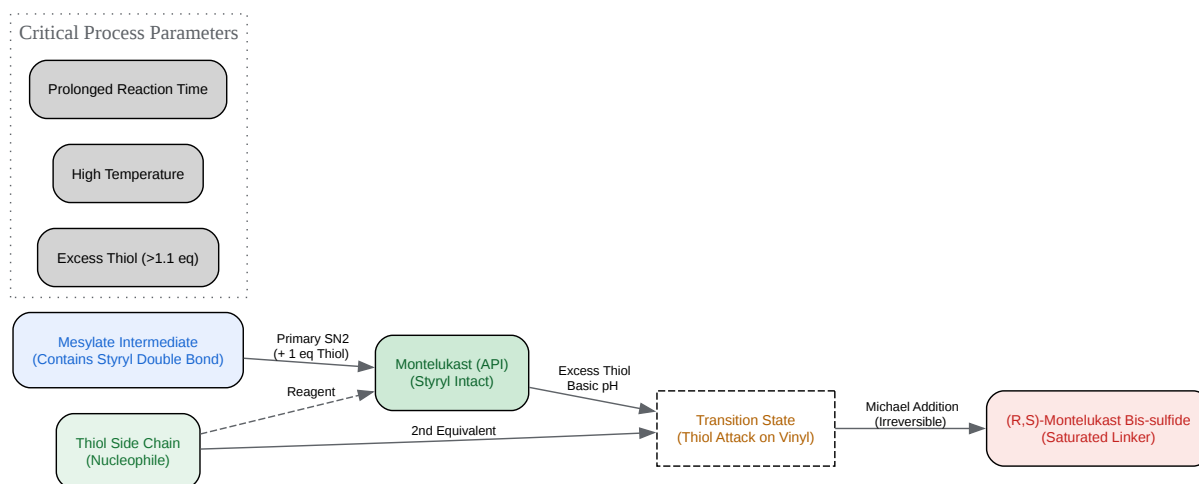 Critical Process Parameters
Prolonged Reaction Time
High Temperature
Excess Thiol (>1.1 eq)
Mesylate Intermediate
(Contains Styryl Double Bond)
Primary SN2
(+ 1 eq Thiol)
Montelukast (API)
(Styryl Intact)
Reagent
Thiol Side Chain
(Nucleophile)
2nd Equivalent
Excess Thiol
Basic pH
Transition State
(Thiol Attack on Vinyl)
Michael Addition
(Irreversible)
(R,S)-Montelukast Bis-sulfide
(Saturated Linker)